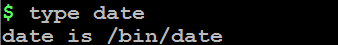 $ type date
date is /bin/date